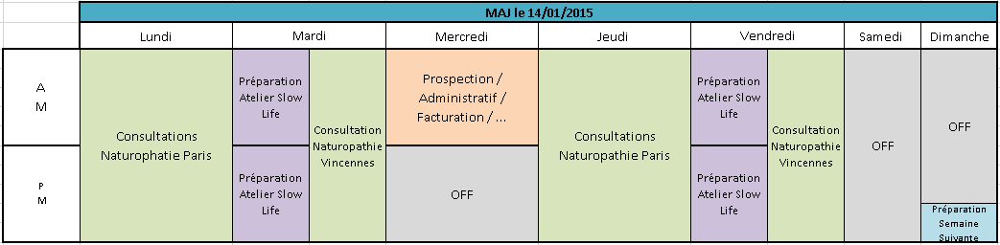 MAJ le 14/01/2015
Lundi
Mardi
Mercredi
Jeudi
Vendredi
Samedi
Dimanche
A
M
Consultations
Naturophatie Paris
Préparation
Atelier Slow
Life
Consultation
Naturopathie
Vincennes
Prospection /
Administratif /
Facturation / ...
Consultations
Naturopathie Paris
Préparation
Atelier Slow
Life
Consultation
Naturopathie
Vincennes
OFF
OFF
P
M
Préparation
Atelier Slow
Life
OFF
Préparation
Atelier Slow
Life
Préparation
Semaine
Suivante